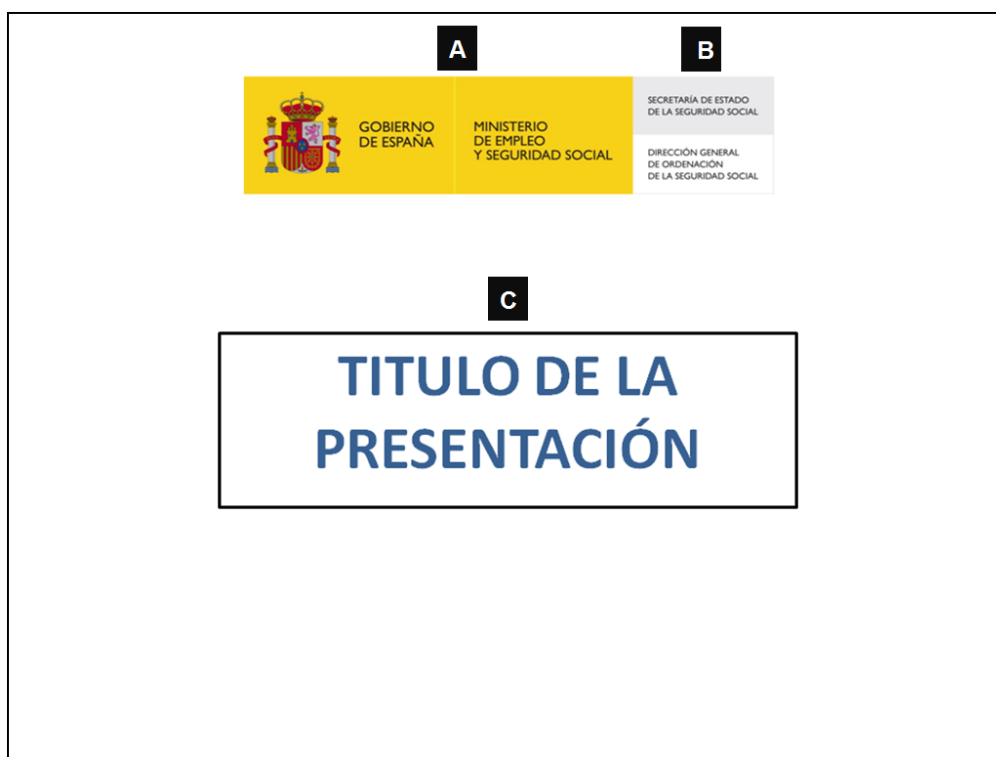 A
B
GOBIERNO
DE ESPAÑA
MINISTERIO
DE EMPLEO
Y SEGURIDAD SOCIAL
SECRETARÍA DE ESTADO
DE LA SEGURIDAD SOCIAL
DIRECCIÓN GENERAL
DE ORDENACIÓN
DE LA SEGURIDAD SOCIAL
C
TITULO DE LA
PRESENTACIÓN